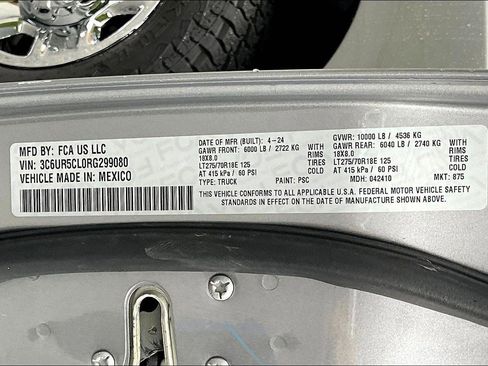 MFD BY: FCA US LLC
VIN: 3C6UR5CL0RG299080
VEHICLE MADE IN: MEXICO
DATE OF MFR (BUILT): 4-24
GAWR FRONT: 6000 LB / 2722 KG
18X8.0 RIMS
LT275/70R18E 125 TIRES
AT 415 kPa / 60 PSI COLD
TYPE: TRUCK PAINT: PSC
GVWR: 10000 LB / 4536 KG
GAWR REAR: 6040 LB / 2740 KG
18X8.0 RIMS
LT275/70R18E 125 TIRES
AT 415 kPa / 60 PSI COLD
MDH: 042410 MKT: 875
THIS VEHICLE CONFORMS TO ALL APPLICABLE U.S.A. FEDERAL MOTOR VEHICLE SAFETY
STANDARDS IN EFFECT ON THE DATE OF MANUFACTURE SHOWN ABOVE.